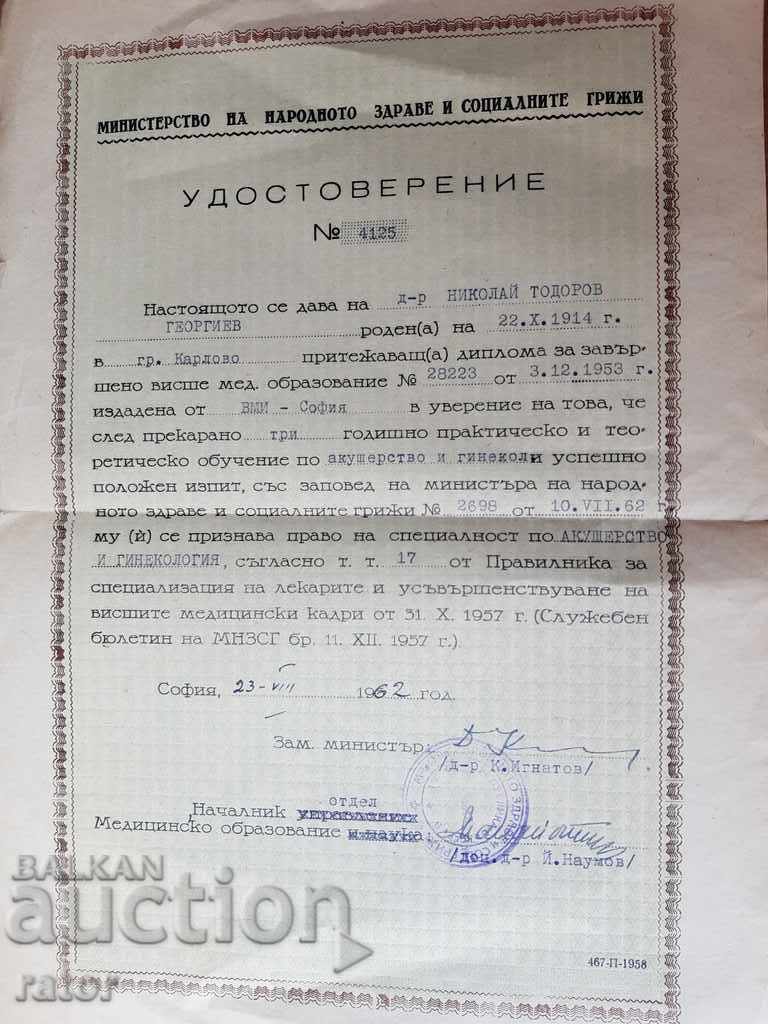 МИНИСТЕРСТВО НА НАРОДНОТО ЗДРАВЕ И СОЦИАЛНИТЕ ГРИЖИ
УДОСТОВЕРЕНИЕ
№ 4125
Настоящото се дава на д-р НИКОЛАЙ ТОДОРОВ
ГЕОРГИЕВ роден(а) на 22.X.1914 г.
в гр. Карлово притежаващ(а) диплома за завър-
шено висше мед. образование № 28223 от 3.12.1953 г.
издадена от ВМИ - София в уверение на това, че
след прекарано три годишно практическо и тео-
ретическо обучение по акушерство и гинекол и успешно
положен изпит, със заповед на министъра на народ-
ното здраве и социалните грижи № 2698 от 10.VII.62 г.
му (ѝ) се признава право на специалност по АКУШЕРСТВО
И ГИНЕКОЛОГИЯ, съгласно т. т. 17 от Правилника за
специализация на лекарите и усъвършенствуване на
висшите медицински кадри от 31. X. 1957 г. (Служебен
бюлетин на МНЗСГ бр. 11. XII. 1957 г.).
София, 23-VIII 1962 год.
Зам. министър:
/д-р К.Игнатов/
отдел
Началник управление
Медицинско образование и наука:
/доц.д-р Й.Наумов/
467-П-1958
BALKAN
auction
rator